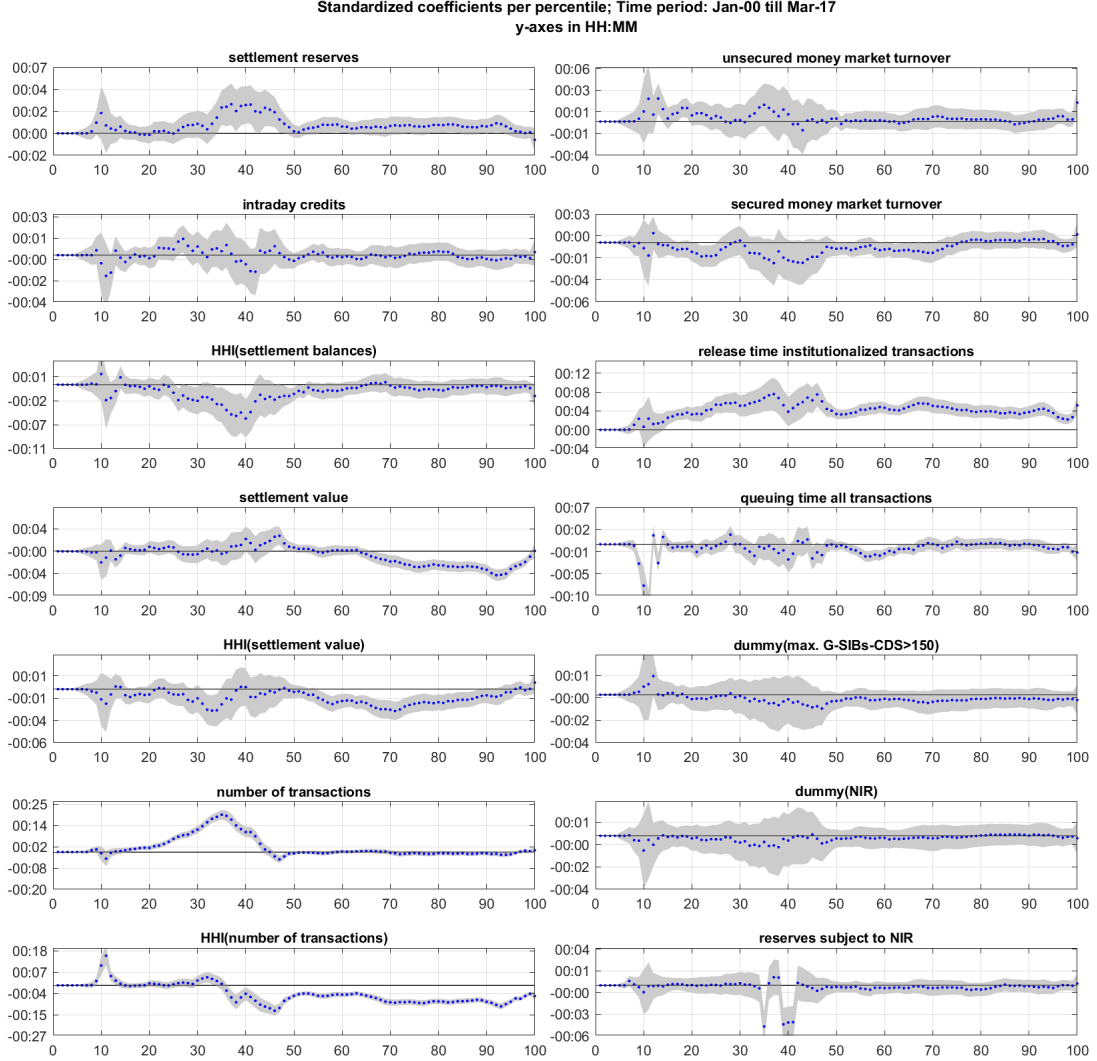 Standardized coefficients per percentile; Time period: Jan-00 till Mar-17
y-axes in HH:MM
settlement reserves
00:07
00:04
00:02
00:00
-00:02
0 10 20 30 40 50 60 70 80 90 100
unsecured money market turnover
00:06
00:03
00:01
-00:01
-00:04
0 10 20 30 40 50 60 70 80 90 100
intraday credits
00:03
00:01
-00:00
-00:02
-00:04
0 10 20 30 40 50 60 70 80 90 100
secured money market turnover
00:03
00:00
-00:01
-00:04
-00:06
0 10 20 30 40 50 60 70 80 90 100
HHI(settlement balances)
00:01
-00:02
-00:07
-00:11
0 10 20 30 40 50 60 70 80 90 100
release time institutionalized transactions
00:12
00:08
00:04
00:00
-00:04
0 10 20 30 40 50 60 70 80 90 100
settlement value
00:04
-00:00
-00:04
-00:09
0 10 20 30 40 50 60 70 80 90 100
queuing time all transactions
00:07
00:02
-00:01
-00:05
-00:10
0 10 20 30 40 50 60 70 80 90 100
HHI(settlement value)
00:01
-00:01
-00:04
-00:06
0 10 20 30 40 50 60 70 80 90 100
dummy(max. G-SIBs-CDS>150)
00:01
-00:00
-00:02
-00:04
0 10 20 30 40 50 60 70 80 90 100
number of transactions
00:25
00:14
00:02
-00:08
-00:20
0 10 20 30 40 50 60 70 80 90 100
dummy(NIR)
00:01
-00:00
-00:02
-00:04
0 10 20 30 40 50 60 70 80 90 100
HHI(number of transactions)
00:18
00:07
-00:04
-00:15
-00:27
0 10 20 30 40 50 60 70 80 90 100
reserves subject to NIR
00:04
00:01
-00:00
-00:03
-00:06
0 10 20 30 40 50 60 70 80 90 100